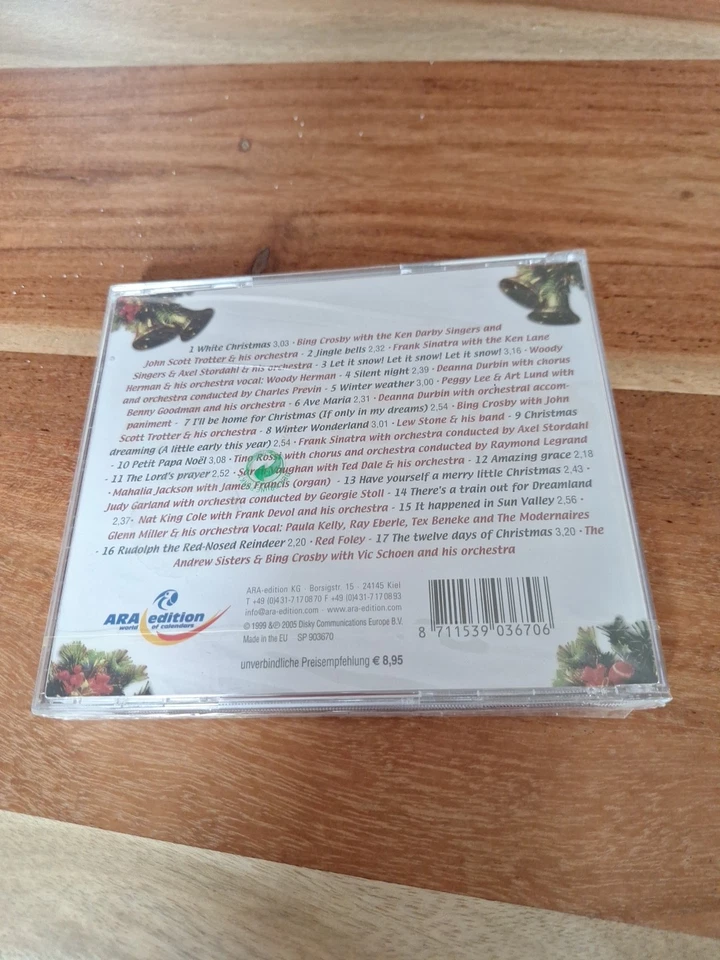 1 White Christmas 3,03 · Bing Crosby with the Ken Darby Singers and
John Scott Trotter & his orchestra · 2 Jingle bells 2,32 · Frank Sinatra with the Ken Lane
Singers & Axel Stordahl & his orchestra · 3 Let it snow! Let it snow! Let it snow! 3,16 · Woody
Herman & his orchestra vocal: Woody Herman · 4 Silent night 2,39 · Deanna Durbin with chorus
and orchestra conducted by Charles Previn · 5 Winter weather 3,00 · Peggy Lee & Art Lund with
Benny Goodman and his orchestra · 6 Ave Maria 2,31 · Deanna Durbin with orchestral accom-
paniment · 7 I'll be home for Christmas (If only in my dreams) 2,54 · Bing Crosby with John
Scott Trotter & his orchestra · 8 Winter Wonderland 3,01 · Lew Stone & his band · 9 Christmas
dreaming (A little early this year) 2,54 · Frank Sinatra with orchestra conducted by Axel Stordahl
· 10 Petit Papa Noël 3,08 · Tino Rossi with chorus and orchestra conducted by Raymond Legrand
· 11 The Lord's prayer 2,52 · Sarah Vaughan with Ted Dale & his orchestra · 12 Amazing grace 2,18
· Mahalia Jackson with James Francis (organ) · 13 Have yourself a merry little Christmas 2,43 ·
Judy Garland with orchestra conducted by Georgie Stoll · 14 There's a train out for Dreamland
2,37 · Nat King Cole with Frank Devol and his orchestra · 15 It happened in Sun Valley 2,56 ·
Glenn Miller & his orchestra Vocal: Paula Kelly, Ray Eberle, Tex Beneke and The Modernaires
· 16 Rudolph the Red-Nosed Reindeer 2,20 · Red Foley · 17 The twelve days of Christmas 3,20 · The
Andrew Sisters & Bing Crosby with Vic Schoen and his orchestra
ARA edition
world of calendars
ARA-edition KG · Borsigstr. 15 · 24145 Kiel
T +49 (0)431-7170870 F +49 (0)431-7170893
info@ara-edition.com · www.ara-edition.com
© 1999 &℗ 2005 Disky Communications Europe B.V.
Made in the EU SP 903670
unverbindliche Preisempfehlung € 8,95
8 711539 036706